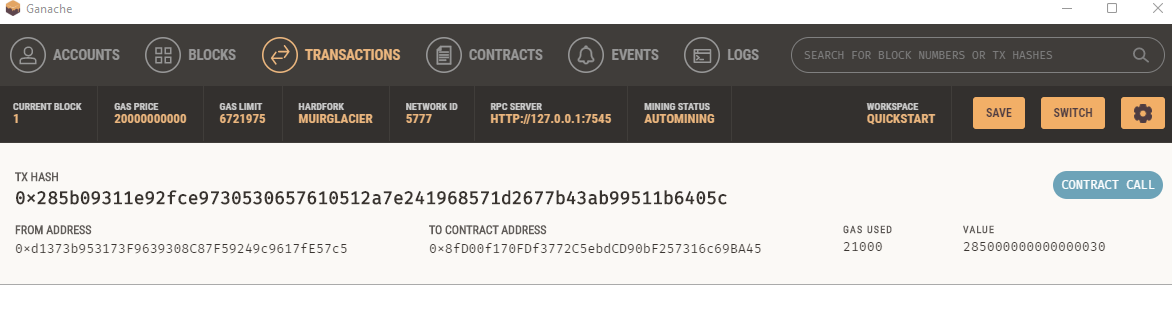 Ganache
ACCOUNTS BLOCKS TRANSACTIONS CONTRACTS EVENTS LOGS SEARCH FOR BLOCK NUMBERS OR TX HASHES
CURRENT BLOCK GAS PRICE GAS LIMIT HARDFORK NETWORK ID RPC SERVER MINING STATUS WORKSPACE
1 20000000000 6721975 MUIRGLACIER 5777 HTTP://127.0.0.1:7545 AUTOMINING QUICKSTART SAVE SWITCH
TX HASH
0×285b09311e92fce9730530657610512a7e241968571d2677b43ab99511b6405c CONTRACT CALL
FROM ADDRESS TO CONTRACT ADDRESS GAS USED VALUE
0×d1373b953173F9639308C87F59249c9617fE57c5 0×8fD00f170FDf3772C5ebdCD90bF257316c69BA45 21000 285000000000000030